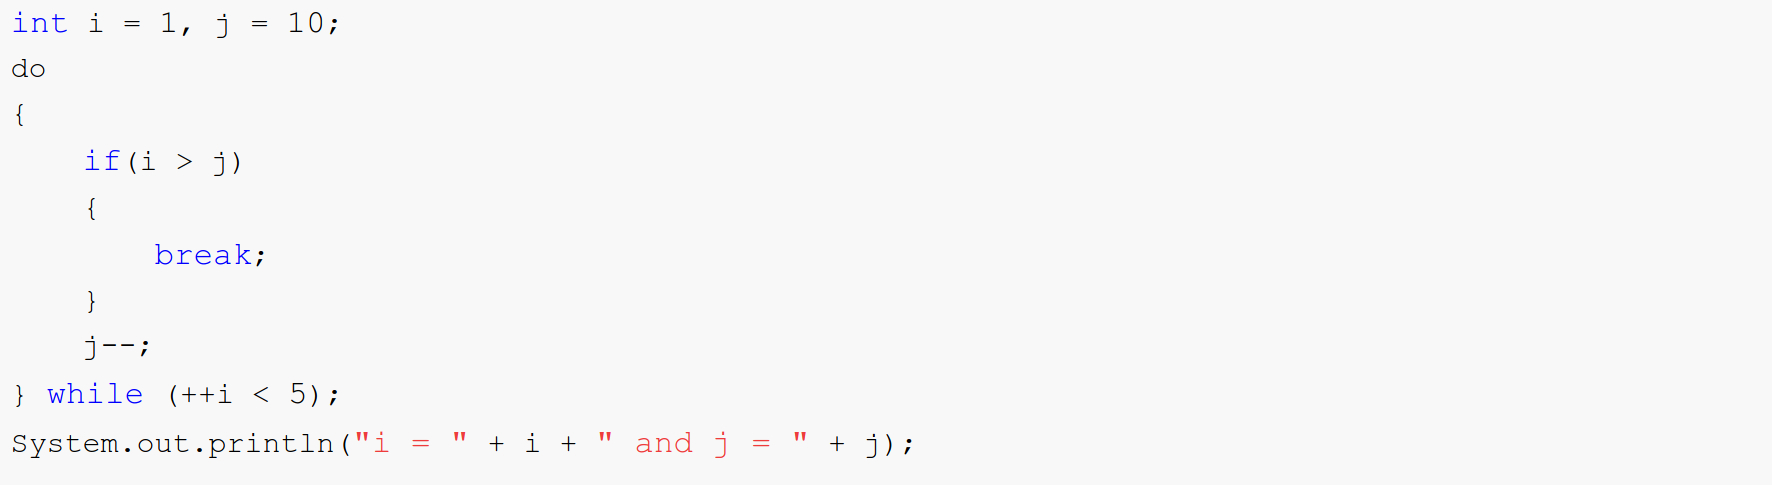 int i = 1, j = 10;
do
{
    if(i > j)
    {
        break;
    }
    j--;
} while (++i < 5);
System.out.println("i = " + i + " and j = " + j);